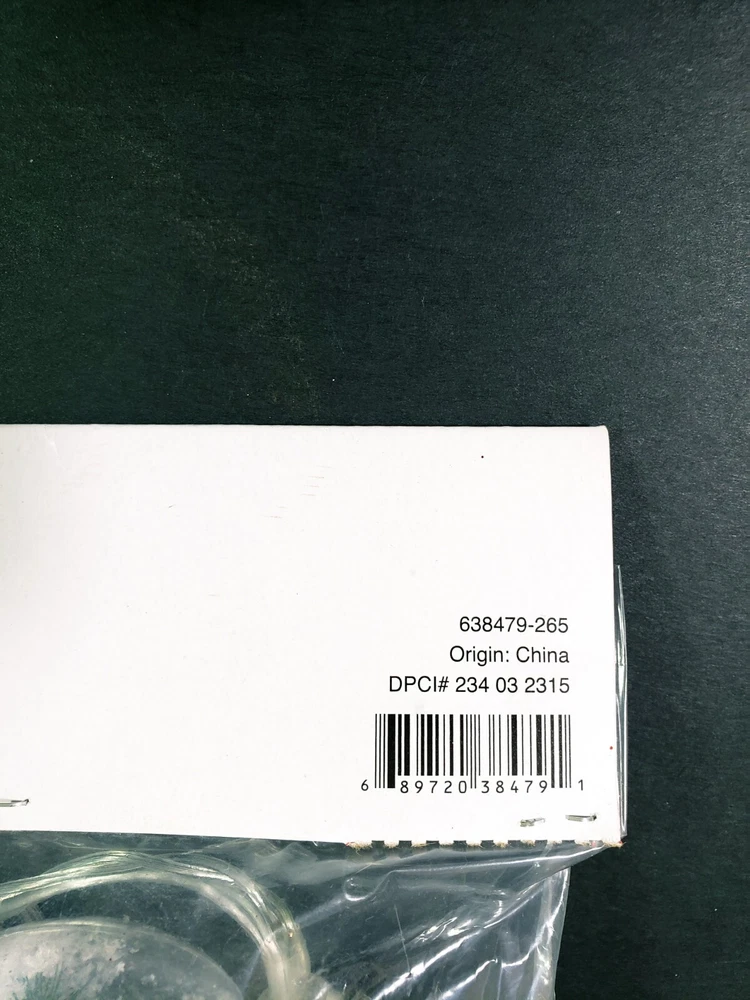 638479-265
Origin: China
DPCI# 234 03 2315
6 89720 38479 1